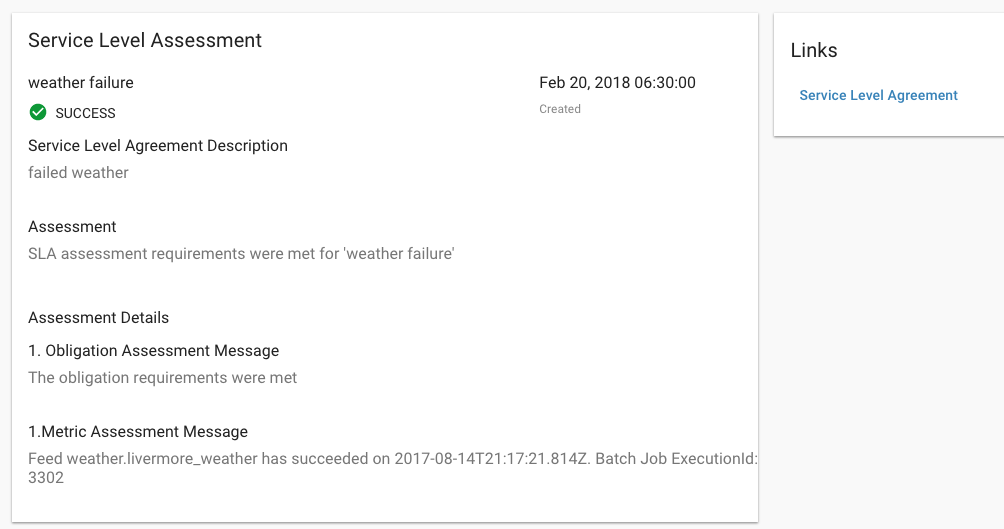 Service Level Assessment
weather failure
Feb 20, 2018 06:30:00
SUCCESS
Created
Service Level Agreement Description
failed weather
Assessment
SLA assessment requirements were met for 'weather failure'
Assessment Details
1. Obligation Assessment Message
The obligation requirements were met
1.Metric Assessment Message
Feed weather.livermore_weather has succeeded on 2017-08-14T21:17:21.814Z. Batch Job ExecutionId:
3302
Links
Service Level Agreement